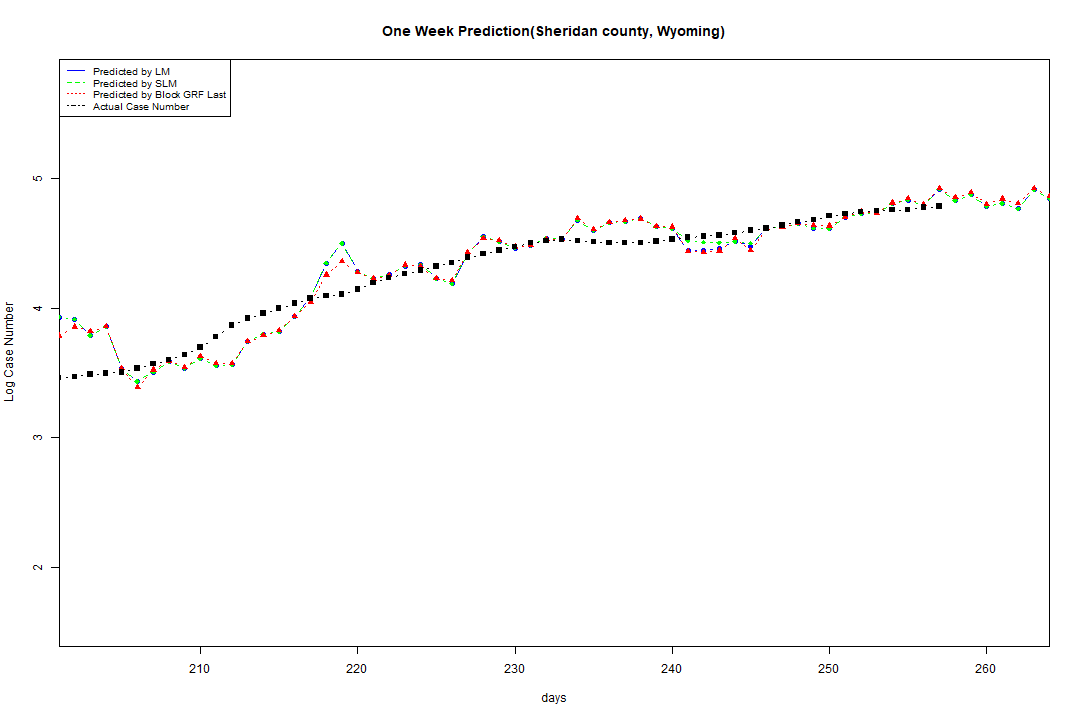 One Week Prediction(Sheridan county, Wyoming)
Predicted by LM
Predicted by SLM
Predicted by Block GRF Last
Actual Case Number
5
4
3
2
Log Case Number
210 220 230 240 250 260
days